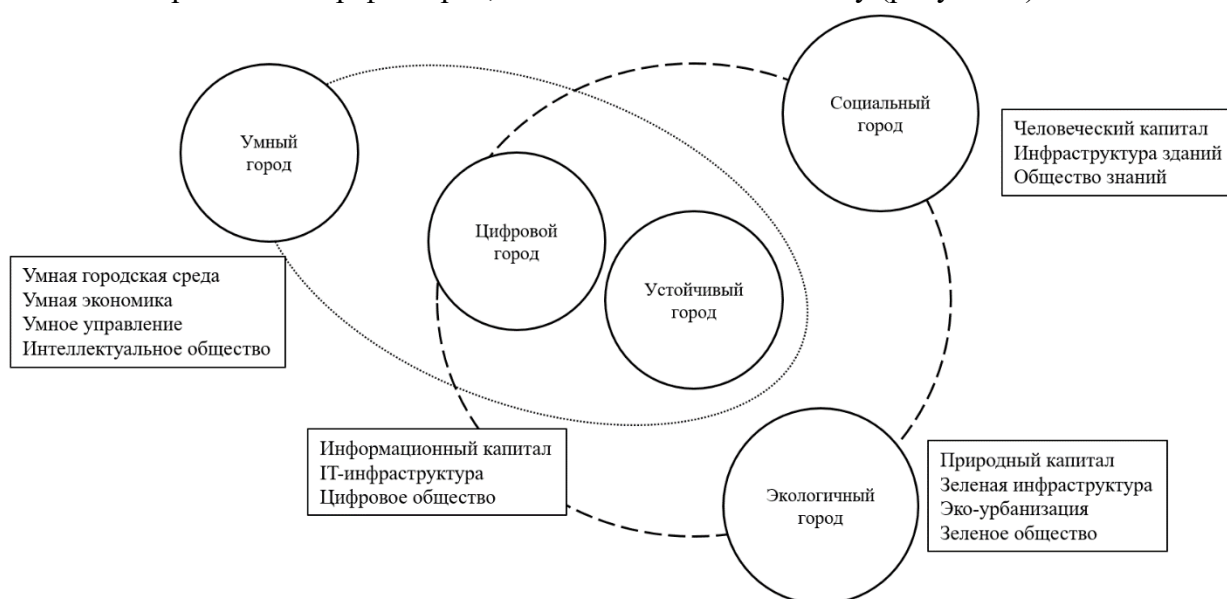 Социальный
город
Человеческий капитал
Инфраструктура зданий
Общество знаний
Умный
город
Цифровой
город
Устойчивый
город
Умная городская среда
Умная экономика
Умное управление
Интеллектуальное общество
Информационный капитал
IT-инфраструктура
Цифровое общество
Экологичный
город
Природный капитал
Зеленая инфраструктура
Эко-урбанизация
Зеленое общество